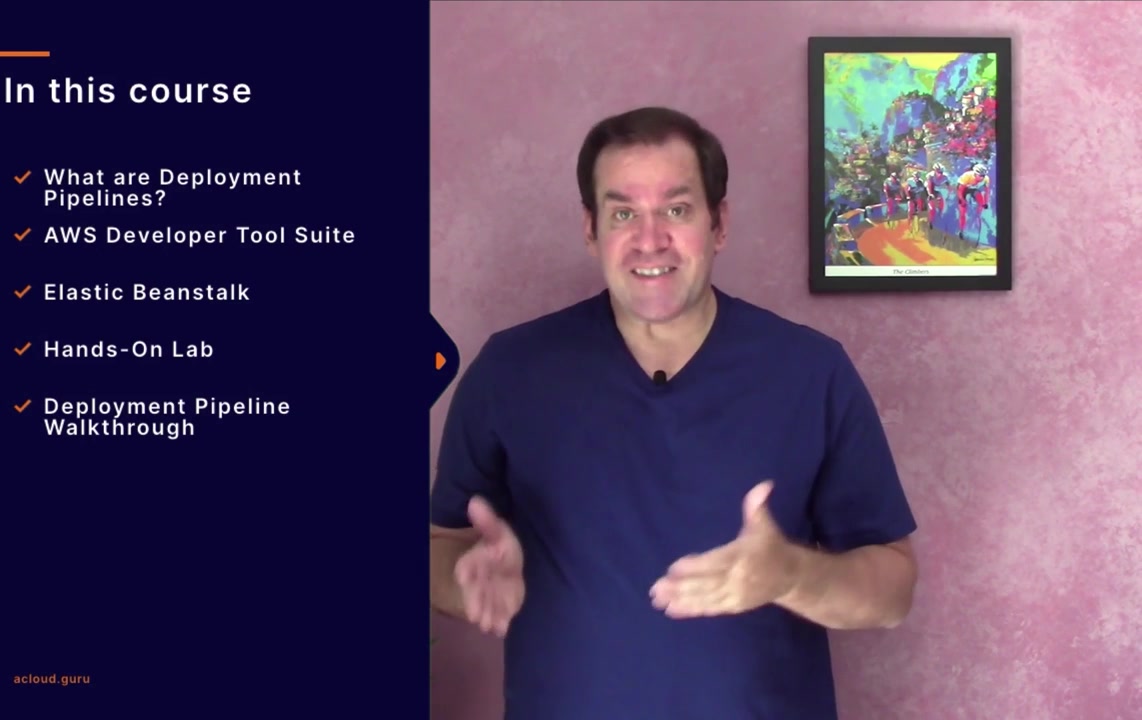 In this course
What are Deployment
Pipelines?
AWS Developer Tool Suite
Elastic Beanstalk
Hands-On Lab
Deployment Pipeline
Walkthrough
acloud.guru
The Climbers